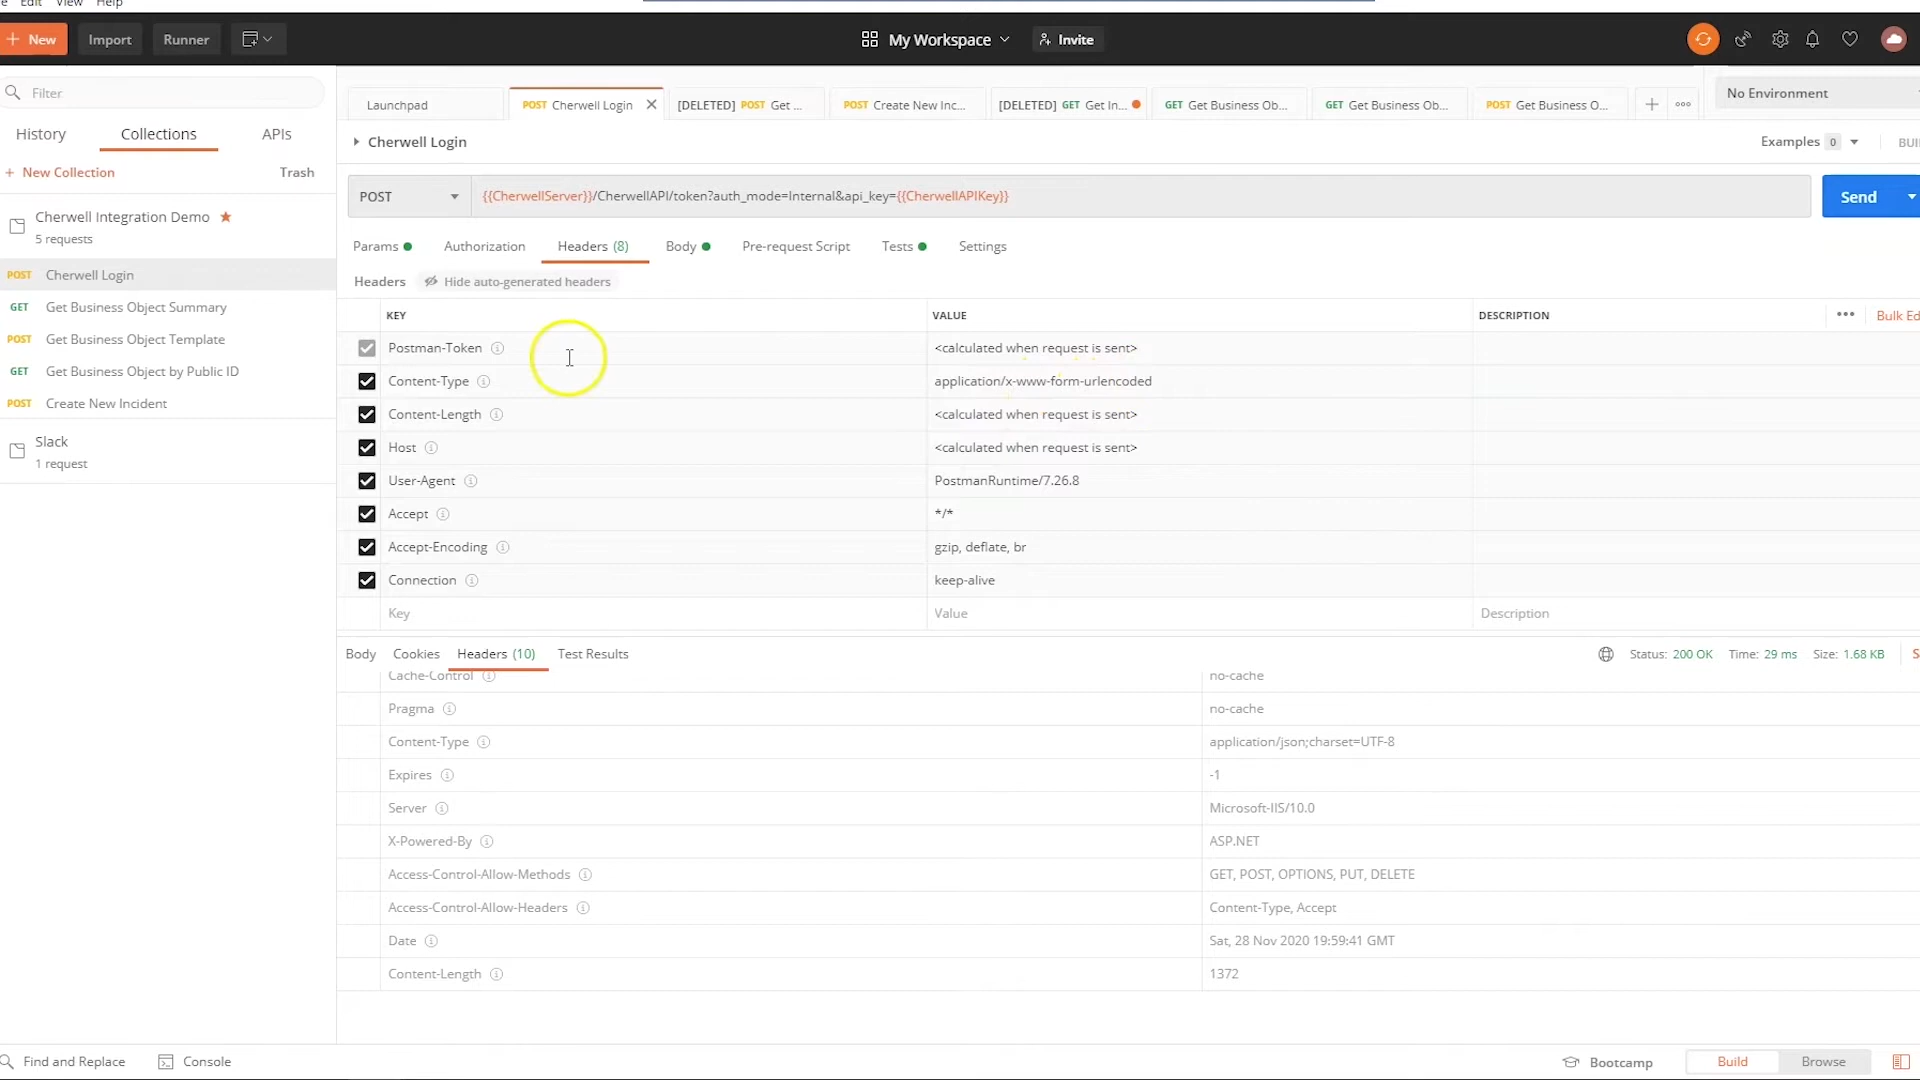 Edit View Help
+ New Import Runner My Workspace Invite
Filter
History Collections APIs
+ New Collection Trash
Cherwell Integration Demo ★
5 requests
POST Cherwell Login
GET Get Business Object Summary
POST Get Business Object Template
GET Get Business Object by Public ID
POST Create New Incident
Slack
1 request
Launchpad POST Cherwell Login [DELETED] POST Get ... POST Create New Inc... [DELETED] GET Get In... GET Get Business Ob... GET Get Business Ob... POST Get Business O... No Environment
Cherwell Login Examples 0
POST {{CherwellServer}}/CherwellAPI/token?auth_mode=Internal&api_key={{CherwellAPIKey}} Send
Params Authorization Headers (8) Body Pre-request Script Tests Settings
Headers Hide auto-generated headers
KEY VALUE DESCRIPTION Bulk Ed
Postman-Token <calculated when request is sent>
Content-Type application/x-www-form-urlencoded
Content-Length <calculated when request is sent>
Host <calculated when request is sent>
User-Agent PostmanRuntime/7.26.8
Accept */*
Accept-Encoding gzip, deflate, br
Connection keep-alive
Key Value Description
Body Cookies Headers (10) Test Results Status: 200 OK Time: 29 ms Size: 1.68 KB
Cache-Control no-cache
Pragma no-cache
Content-Type application/json;charset=UTF-8
Expires -1
Server Microsoft-IIS/10.0
X-Powered-By ASP.NET
Access-Control-Allow-Methods GET, POST, OPTIONS, PUT, DELETE
Access-Control-Allow-Headers Content-Type, Accept
Date Sat, 28 Nov 2020 19:59:41 GMT
Content-Length 1372
Find and Replace Console Bootcamp Build Browse